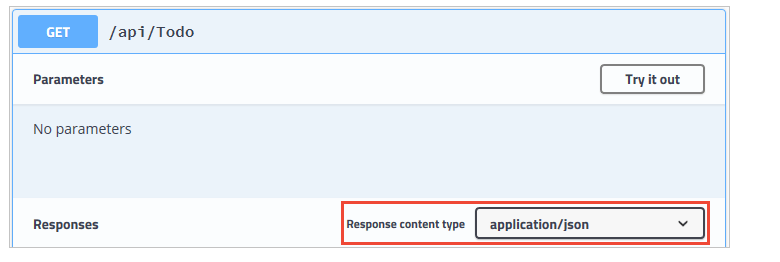 GET /api/Todo
Parameters Try it out
No parameters
Responses Response content type application/json